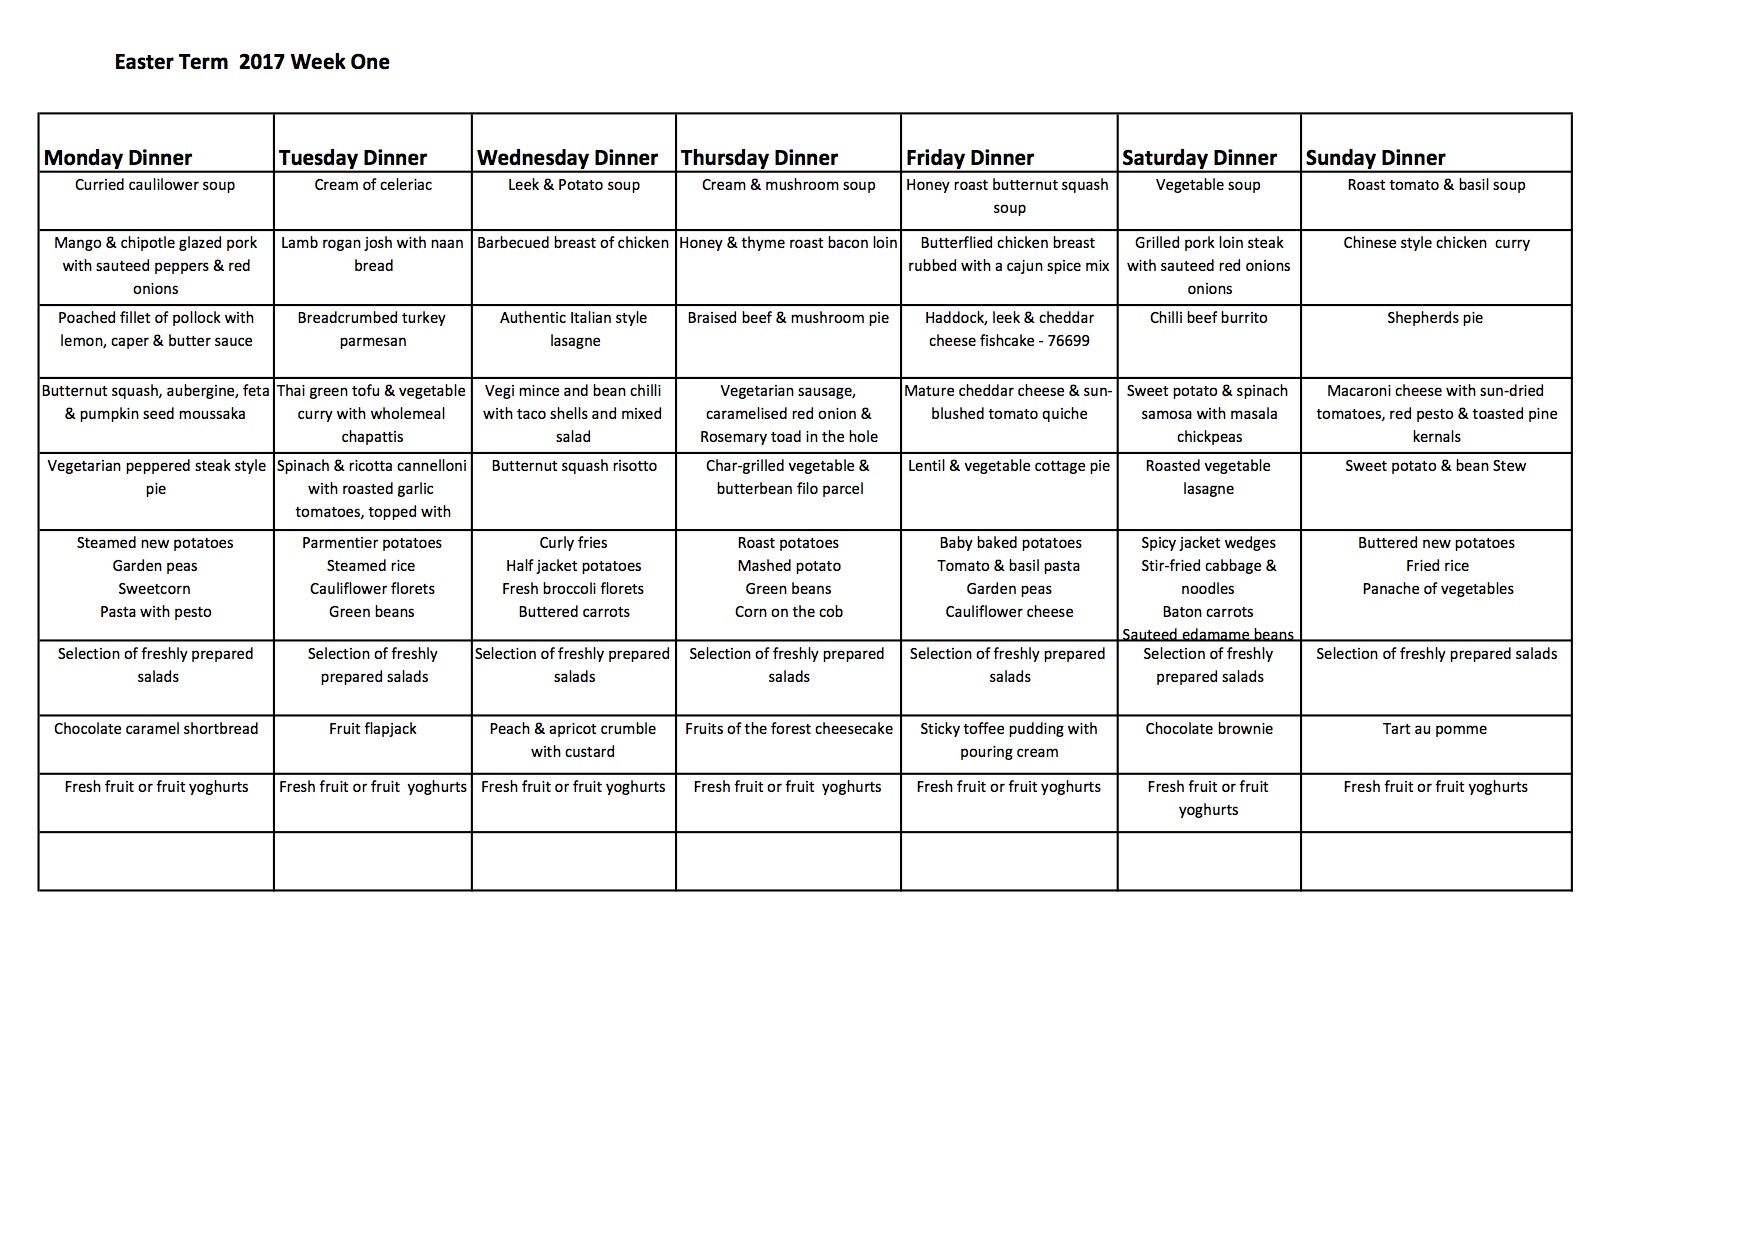 Easter Term  2017 Week One
Monday Dinner
Tuesday Dinner
Wednesday Dinner
Thursday Dinner
Friday Dinner
Saturday Dinner
Sunday Dinner
Curried caulilower soup
Cream of celeriac
Leek & Potato soup
Cream & mushroom soup
Honey roast butternut squash
soup
Vegetable soup
Roast tomato & basil soup
Mango & chipotle glazed pork
with sauteed peppers & red
onions
Lamb rogan josh with naan
bread
Barbecued breast of chicken
Honey & thyme roast bacon loin
Butterflied chicken breast
rubbed with a cajun spice mix
Grilled pork loin steak
with sauteed red onions
onions
Chinese style chicken  curry
Poached fillet of pollock with
lemon, caper & butter sauce
Breadcrumbed turkey
parmesan
Authentic Italian style
lasagne
Braised beef & mushroom pie
Haddock, leek & cheddar
cheese fishcake - 76699
Chilli beef burrito
Shepherds pie
Butternut squash, aubergine, feta
& pumpkin seed moussaka
Thai green tofu & vegetable
curry with wholemeal
chapattis
Vegi mince and bean chilli
with taco shells and mixed
salad
Vegetarian sausage,
caramelised red onion &
Rosemary toad in the hole
Mature cheddar cheese & sun-
blushed tomato quiche
Sweet potato & spinach
samosa with masala
chickpeas
Macaroni cheese with sun-dried
tomatoes, red pesto & toasted pine
kernals
Vegetarian peppered steak style
pie
Spinach & ricotta cannelloni
with roasted garlic
tomatoes, topped with
Butternut squash risotto
Char-grilled vegetable &
butterbean filo parcel
Lentil & vegetable cottage pie
Roasted vegetable
lasagne
Sweet potato & bean Stew
Steamed new potatoes
Garden peas
Sweetcorn
Pasta with pesto
Parmentier potatoes
Steamed rice
Cauliflower florets
Green beans
Curly fries
Half jacket potatoes
Fresh broccoli florets
Buttered carrots
Roast potatoes
Mashed potato
Green beans
Corn on the cob
Baby baked potatoes
Tomato & basil pasta
Garden peas
Cauliflower cheese
Spicy jacket wedges
Stir-fried cabbage &
noodles
Baton carrots
Sauteed edamame beans
Buttered new potatoes
Fried rice
Panache of vegetables
Selection of freshly prepared
salads
Selection of freshly
prepared salads
Selection of freshly prepared
salads
Selection of freshly prepared
salads
Selection of freshly prepared
salads
Selection of freshly
prepared salads
Selection of freshly prepared salads
Chocolate caramel shortbread
Fruit flapjack
Peach & apricot crumble
with custard
Fruits of the forest cheesecake
Sticky toffee pudding with
pouring cream
Chocolate brownie
Tart au pomme
Fresh fruit or fruit yoghurts
Fresh fruit or fruit  yoghurts
Fresh fruit or fruit yoghurts
Fresh fruit or fruit  yoghurts
Fresh fruit or fruit yoghurts
Fresh fruit or fruit
yoghurts
Fresh fruit or fruit yoghurts